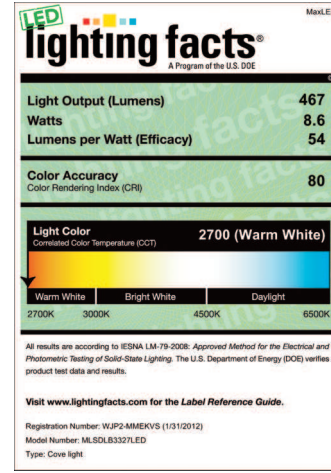 LED
MaxLE
lighting facts®
A Program of the U.S. DOE
Light Output (Lumens) 467
Watts 8.6
Lumens per Watt (Efficacy) 54
Color Accuracy 80
Color Rendering Index (CRI)
Light Color 2700 (Warm White)
Correlated Color Temperature (CCT)
Warm White Bright White Daylight
2700K 3000K 4500K 6500K
All results are according to IESNA LM-79-2008: Approved Method for the Electrical and
Photometric Testing of Solid-State Lighting. The U.S. Department of Energy (DOE) verifies
product test data and results.
Visit www.lightingfacts.com for the Label Reference Guide.
Registration Number: WJP2-MMEKVS (1/31/2012)
Model Number: MLSDLB3327LED
Type: Cove light